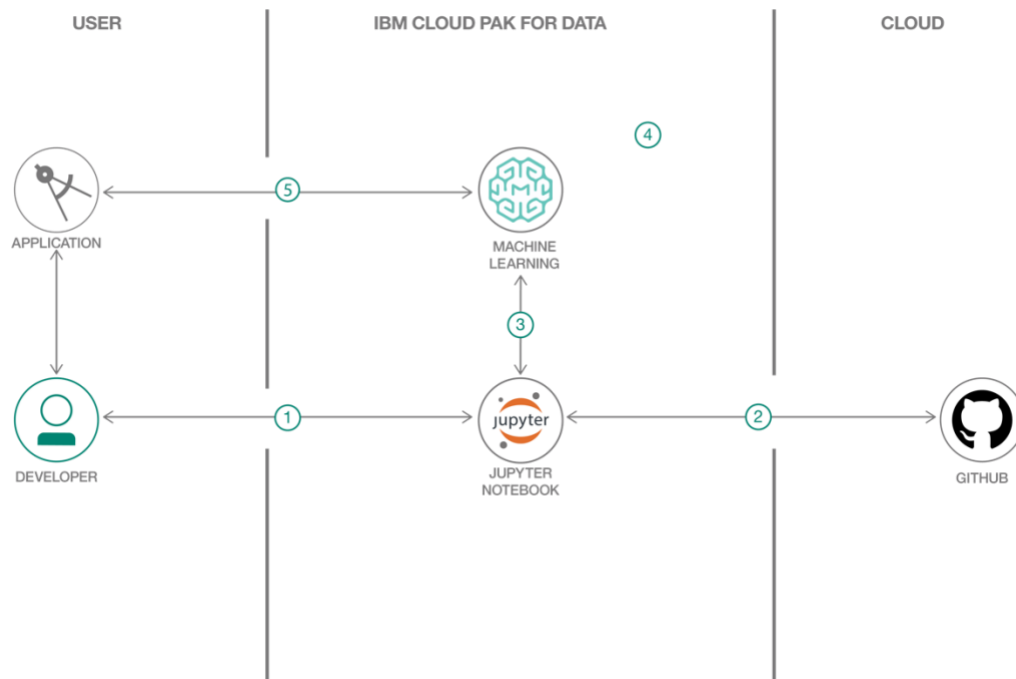 USER
IBM CLOUD PAK FOR DATA
CLOUD
4
5
APPLICATION
MACHINE
LEARNING
3
1
jupyter
2
DEVELOPER
JUPYTER
NOTEBOOK
GITHUB